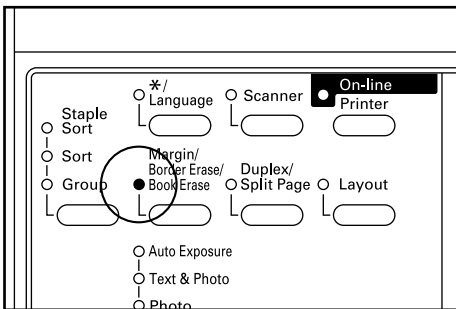 */
Language
Scanner
On-line
Printer
Staple
Sort
Sort
Group
Margin/
Border Erase/
Book Erase
Duplex/
Split Page
Layout
Auto Exposure
Text & Photo
Photo